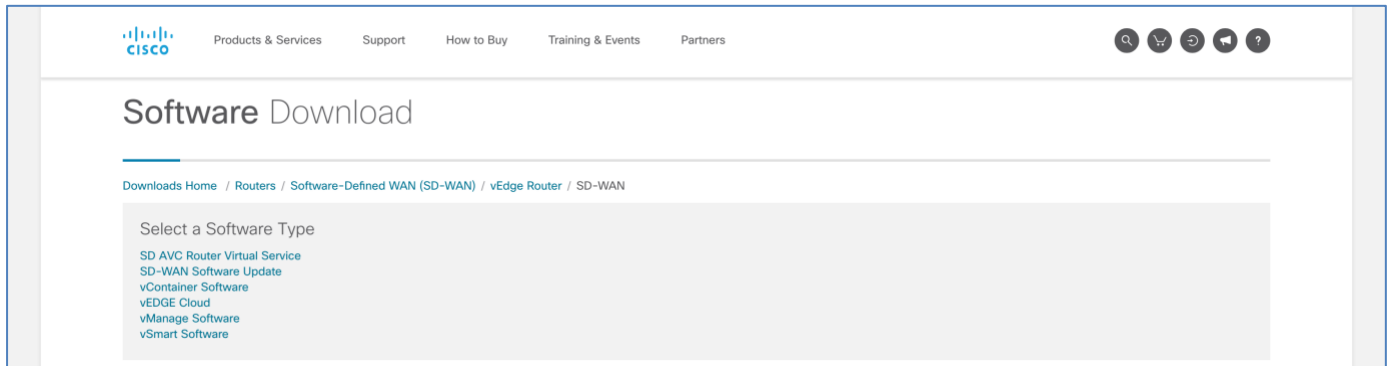 CISCO
Products & Services Support How to Buy Training & Events Partners
?
Software Download
Downloads Home / Routers / Software-Defined WAN (SD-WAN) / vEdge Router / SD-WAN
Select a Software Type
SD AVC Router Virtual Service
SD-WAN Software Update
vContainer Software
vEDGE Cloud
vManage Software
vSmart Software